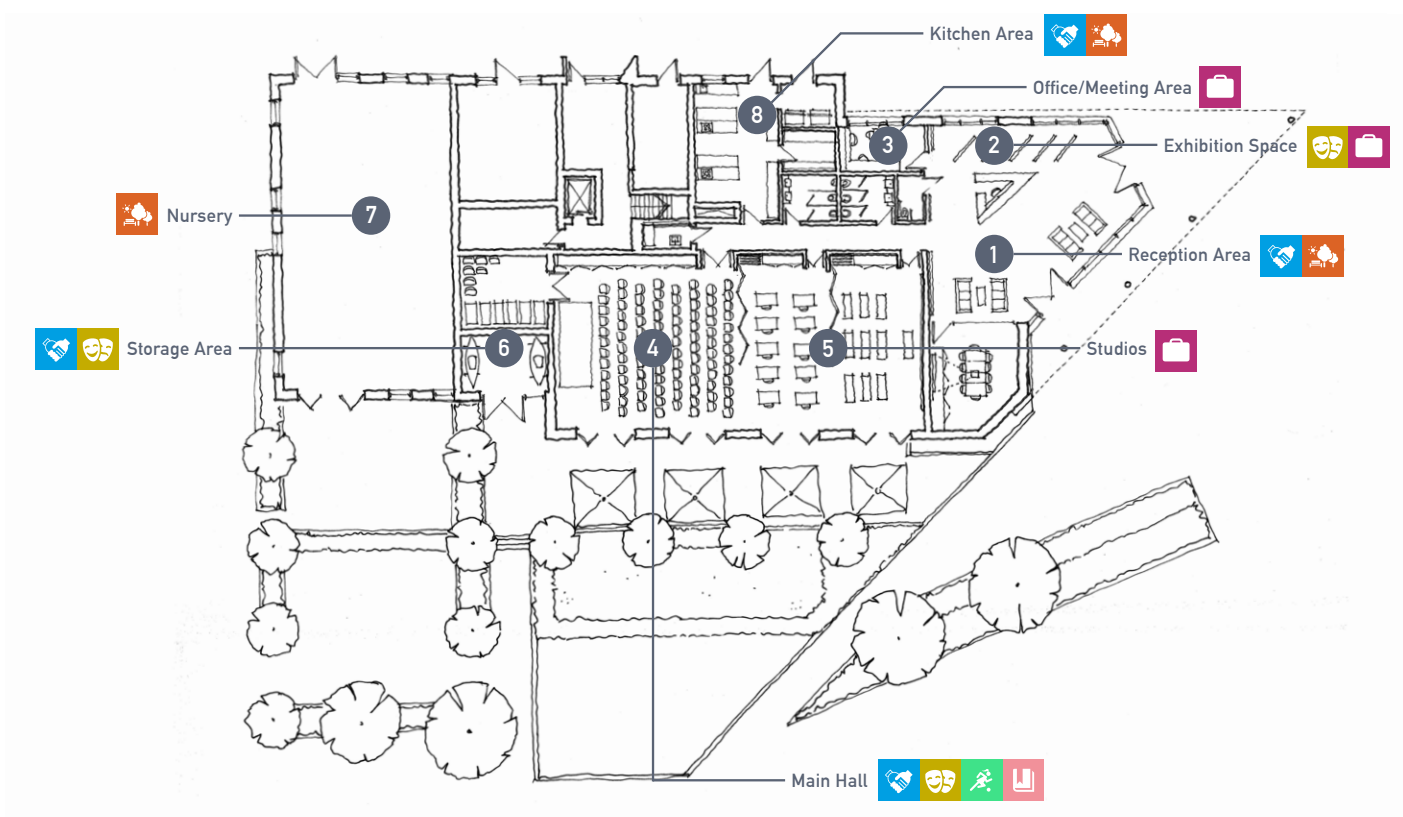 Kitchen Area
Office/Meeting Area
8
3
2
Exhibition Space
Nursery
7
1
Reception Area
Storage Area
6
4
5
Studios
Main Hall